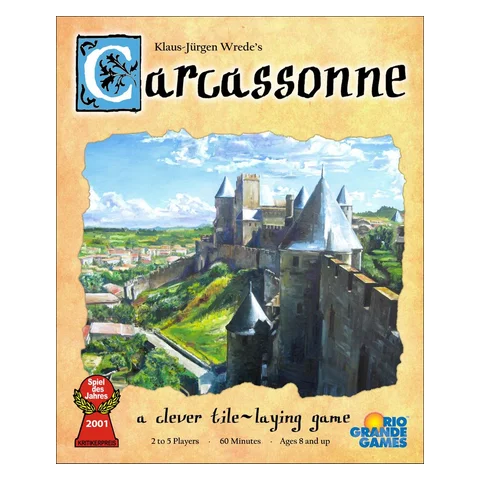 Klaus-Jürgen Wrede's
Carcassonne
Spiel
des
Jahres
2001
KRITIKERPREIS
a clever tile~laying game
2 to 5 Players · 60 Minutes · Ages 8 and up
RIO
GRANDE
GAMES